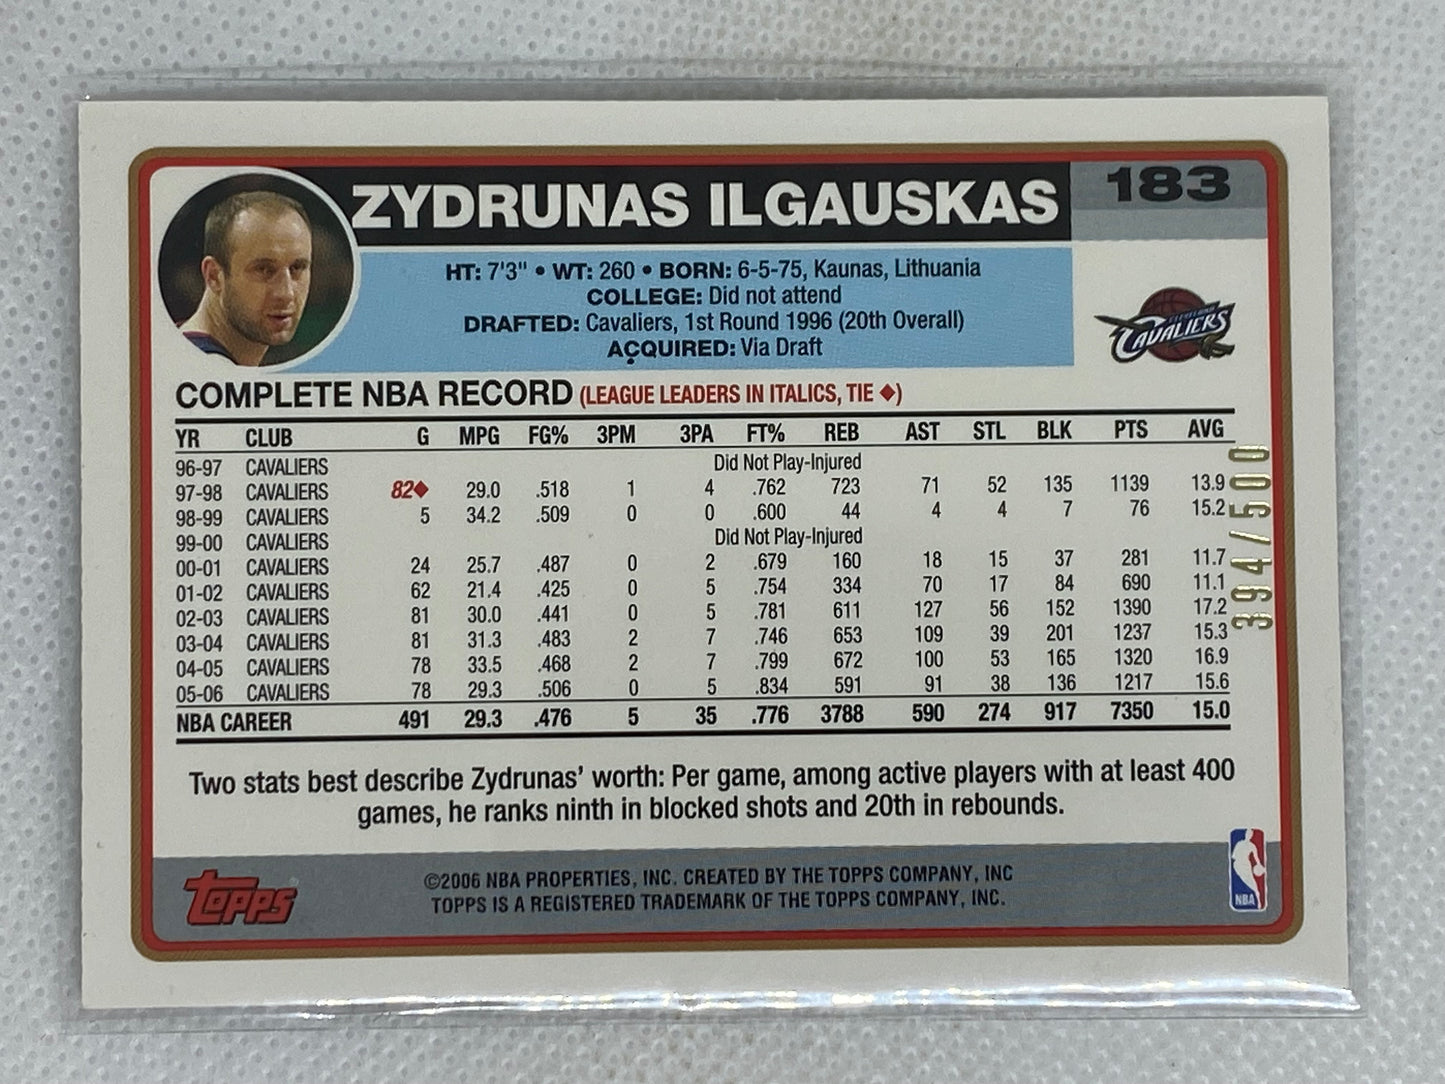 ZYDRUNAS ILGAUSKAS
183
HT: 7'3" • WT: 260 • BORN: 6-5-75, Kaunas, Lithuania
COLLEGE: Did not attend
DRAFTED: Cavaliers, 1st Round 1996 (20th Overall)
ACQUIRED: Via Draft
CLEVELAND
CAVALIERS
COMPLETE NBA RECORD (LEAGUE LEADERS IN ITALICS, TIE ◆)
YR CLUB G MPG FG% 3PM 3PA FT% REB AST STL BLK PTS AVG
96-97 CAVALIERS Did Not Play-Injured
97-98 CAVALIERS 82◆ 29.0 .518 1 4 .762 723 71 52 135 1139 13.9
98-99 CAVALIERS 5 34.2 .509 0 0 .600 44 4 4 7 76 15.2
99-00 CAVALIERS Did Not Play-Injured
00-01 CAVALIERS 24 25.7 .487 0 2 .679 160 18 15 37 281 11.7
01-02 CAVALIERS 62 21.4 .425 0 5 .754 334 70 17 84 690 11.1
02-03 CAVALIERS 81 30.0 .441 0 5 .781 611 127 56 152 1390 17.2
03-04 CAVALIERS 81 31.3 .483 2 7 .746 653 109 39 201 1237 15.3
04-05 CAVALIERS 78 33.5 .468 2 7 .799 672 100 53 165 1320 16.9
05-06 CAVALIERS 78 29.3 .506 0 5 .834 591 91 38 136 1217 15.6
NBA CAREER 491 29.3 .476 5 35 .776 3788 590 274 917 7350 15.0
394/500
Two stats best describe Zydrunas' worth: Per game, among active players with at least 400
games, he ranks ninth in blocked shots and 20th in rebounds.
TOPPS®
©2006 NBA PROPERTIES, INC. CREATED BY THE TOPPS COMPANY, INC
TOPPS IS A REGISTERED TRADEMARK OF THE TOPPS COMPANY, INC.
NBA